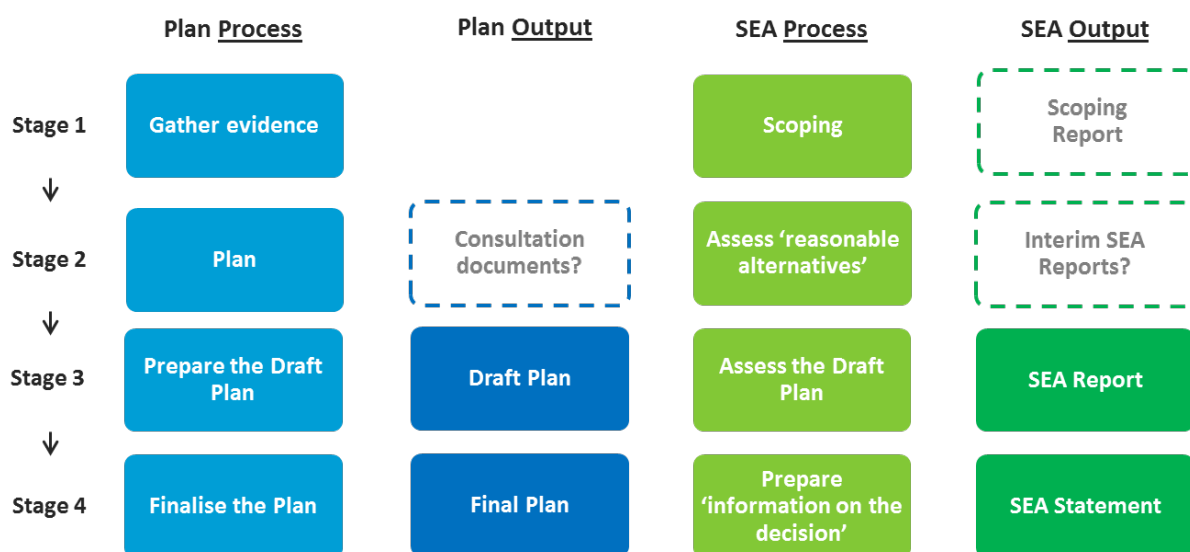 Plan Process
Plan Output
SEA Process
SEA Output
Stage 1
Gather evidence
Scoping
Scoping
Report
Stage 2
Plan
Consultation
documents?
Assess ‘reasonable
alternatives’
Interim SEA
Reports?
Stage 3
Prepare the Draft
Plan
Draft Plan
Assess the Draft
Plan
SEA Report
Stage 4
Finalise the Plan
Final Plan
Prepare
‘information on the
decision’
SEA Statement